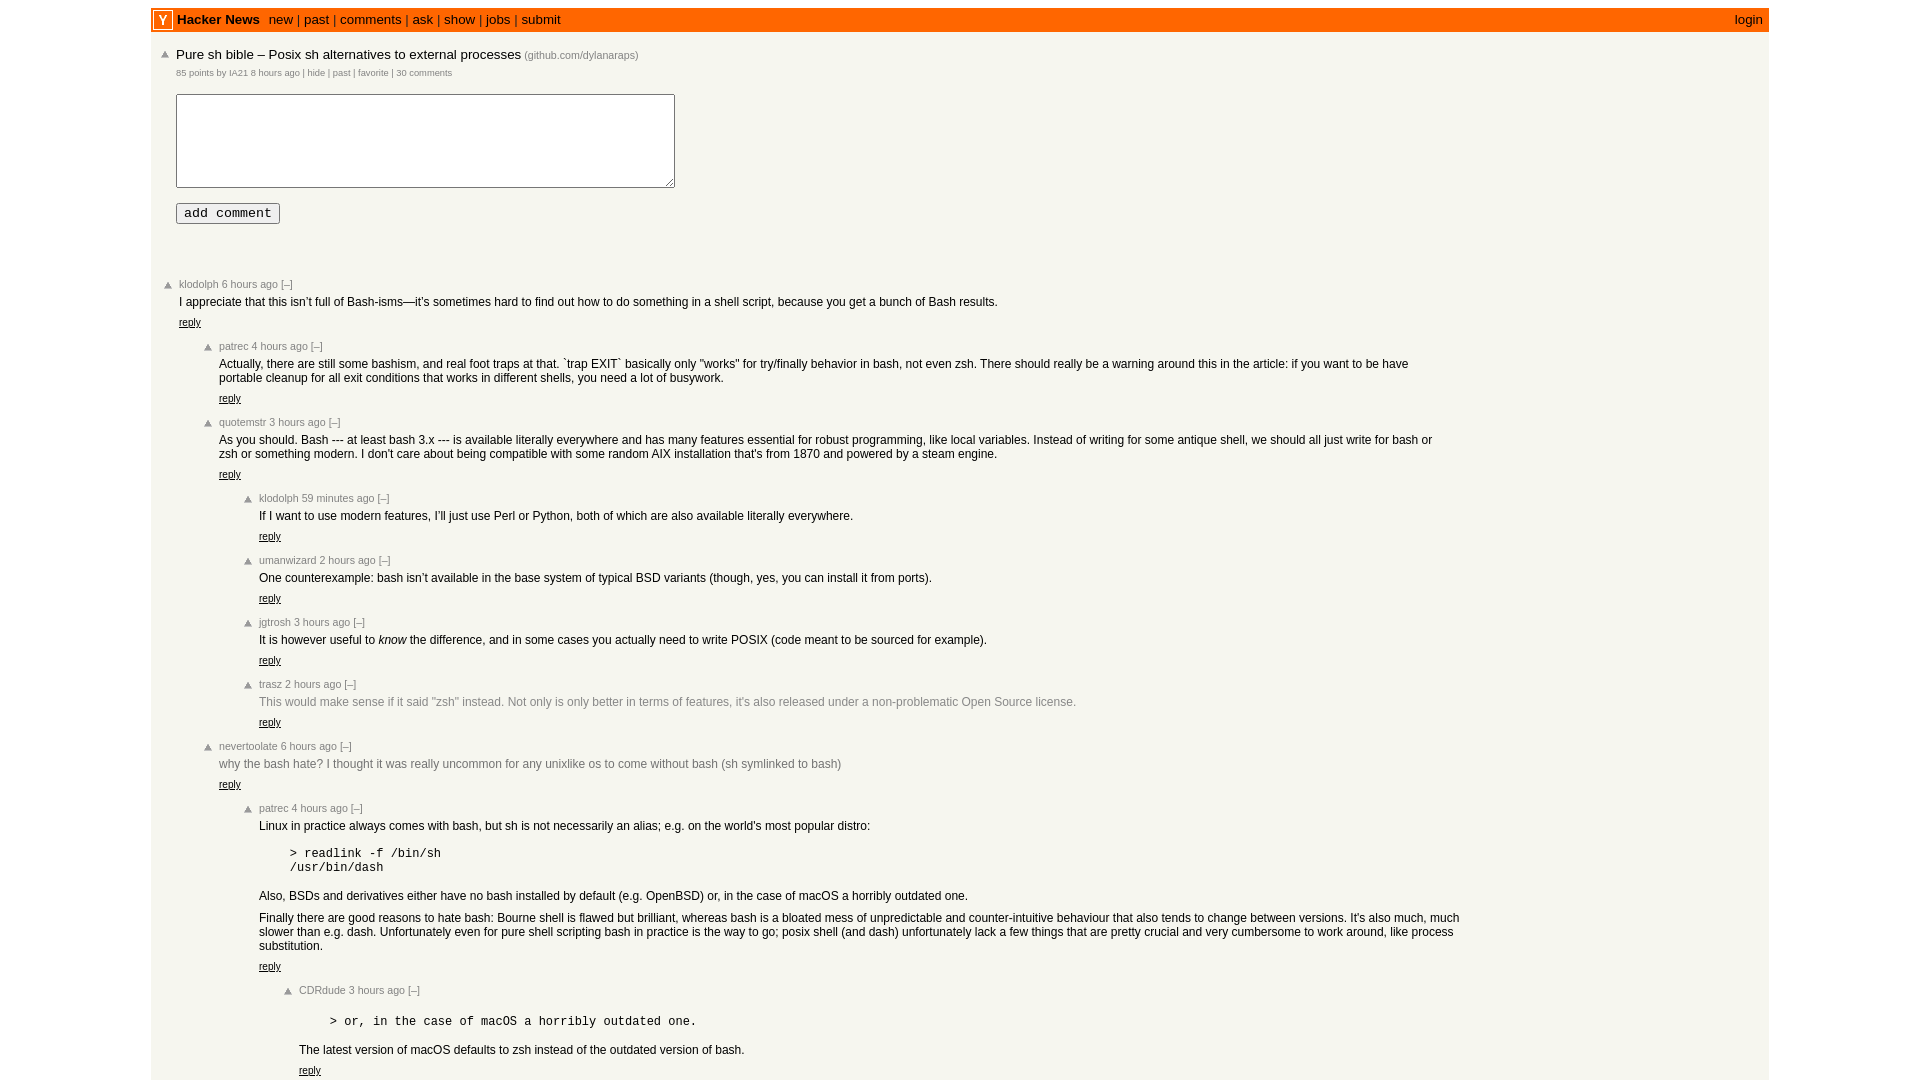 Y Hacker News new | past | comments | ask | show | jobs | submit login
Pure sh bible – Posix sh alternatives to external processes (github.com/dylanaraps)
85 points by IA21 8 hours ago | hide | past | favorite | 30 comments
add comment
klodolph 6 hours ago [–]
I appreciate that this isn’t full of Bash-isms—it’s sometimes hard to find out how to do something in a shell script, because you get a bunch of Bash results.
reply
patrec 4 hours ago [–]
Actually, there are still some bashism, and real foot traps at that. `trap EXIT` basically only "works" for try/finally behavior in bash, not even zsh. There should really be a warning around this in the article: if you want to be have
portable cleanup for all exit conditions that works in different shells, you need a lot of busywork.
reply
quotemstr 3 hours ago [–]
As you should. Bash --- at least bash 3.x --- is available literally everywhere and has many features essential for robust programming, like local variables. Instead of writing for some antique shell, we should all just write for bash or
zsh or something modern. I don't care about being compatible with some random AIX installation that's from 1870 and powered by a steam engine.
reply
klodolph 59 minutes ago [–]
If I want to use modern features, I’ll just use Perl or Python, both of which are also available literally everywhere.
reply
umanwizard 2 hours ago [–]
One counterexample: bash isn’t available in the base system of typical BSD variants (though, yes, you can install it from ports).
reply
jgtrosh 3 hours ago [–]
It is however useful to know the difference, and in some cases you actually need to write POSIX (code meant to be sourced for example).
reply
trasz 2 hours ago [–]
This would make sense if it said "zsh" instead. Not only is only better in terms of features, it's also released under a non-problematic Open Source license.
reply
nevertoolate 6 hours ago [–]
why the bash hate? I thought it was really uncommon for any unixlike os to come without bash (sh symlinked to bash)
reply
patrec 4 hours ago [–]
Linux in practice always comes with bash, but sh is not necessarily an alias; e.g. on the world's most popular distro:
> readlink -f /bin/sh
/usr/bin/dash
Also, BSDs and derivatives either have no bash installed by default (e.g. OpenBSD) or, in the case of macOS a horribly outdated one.
Finally there are good reasons to hate bash: Bourne shell is flawed but brilliant, whereas bash is a bloated mess of unpredictable and counter-intuitive behaviour that also tends to change between versions. It's also much, much
slower than e.g. dash. Unfortunately even for pure shell scripting bash in practice is the way to go; posix shell (and dash) unfortunately lack a few things that are pretty crucial and very cumbersome to work around, like process
substitution.
reply
CDRdude 3 hours ago [–]
> or, in the case of macOS a horribly outdated one.
The latest version of macOS defaults to zsh instead of the outdated version of bash.
reply